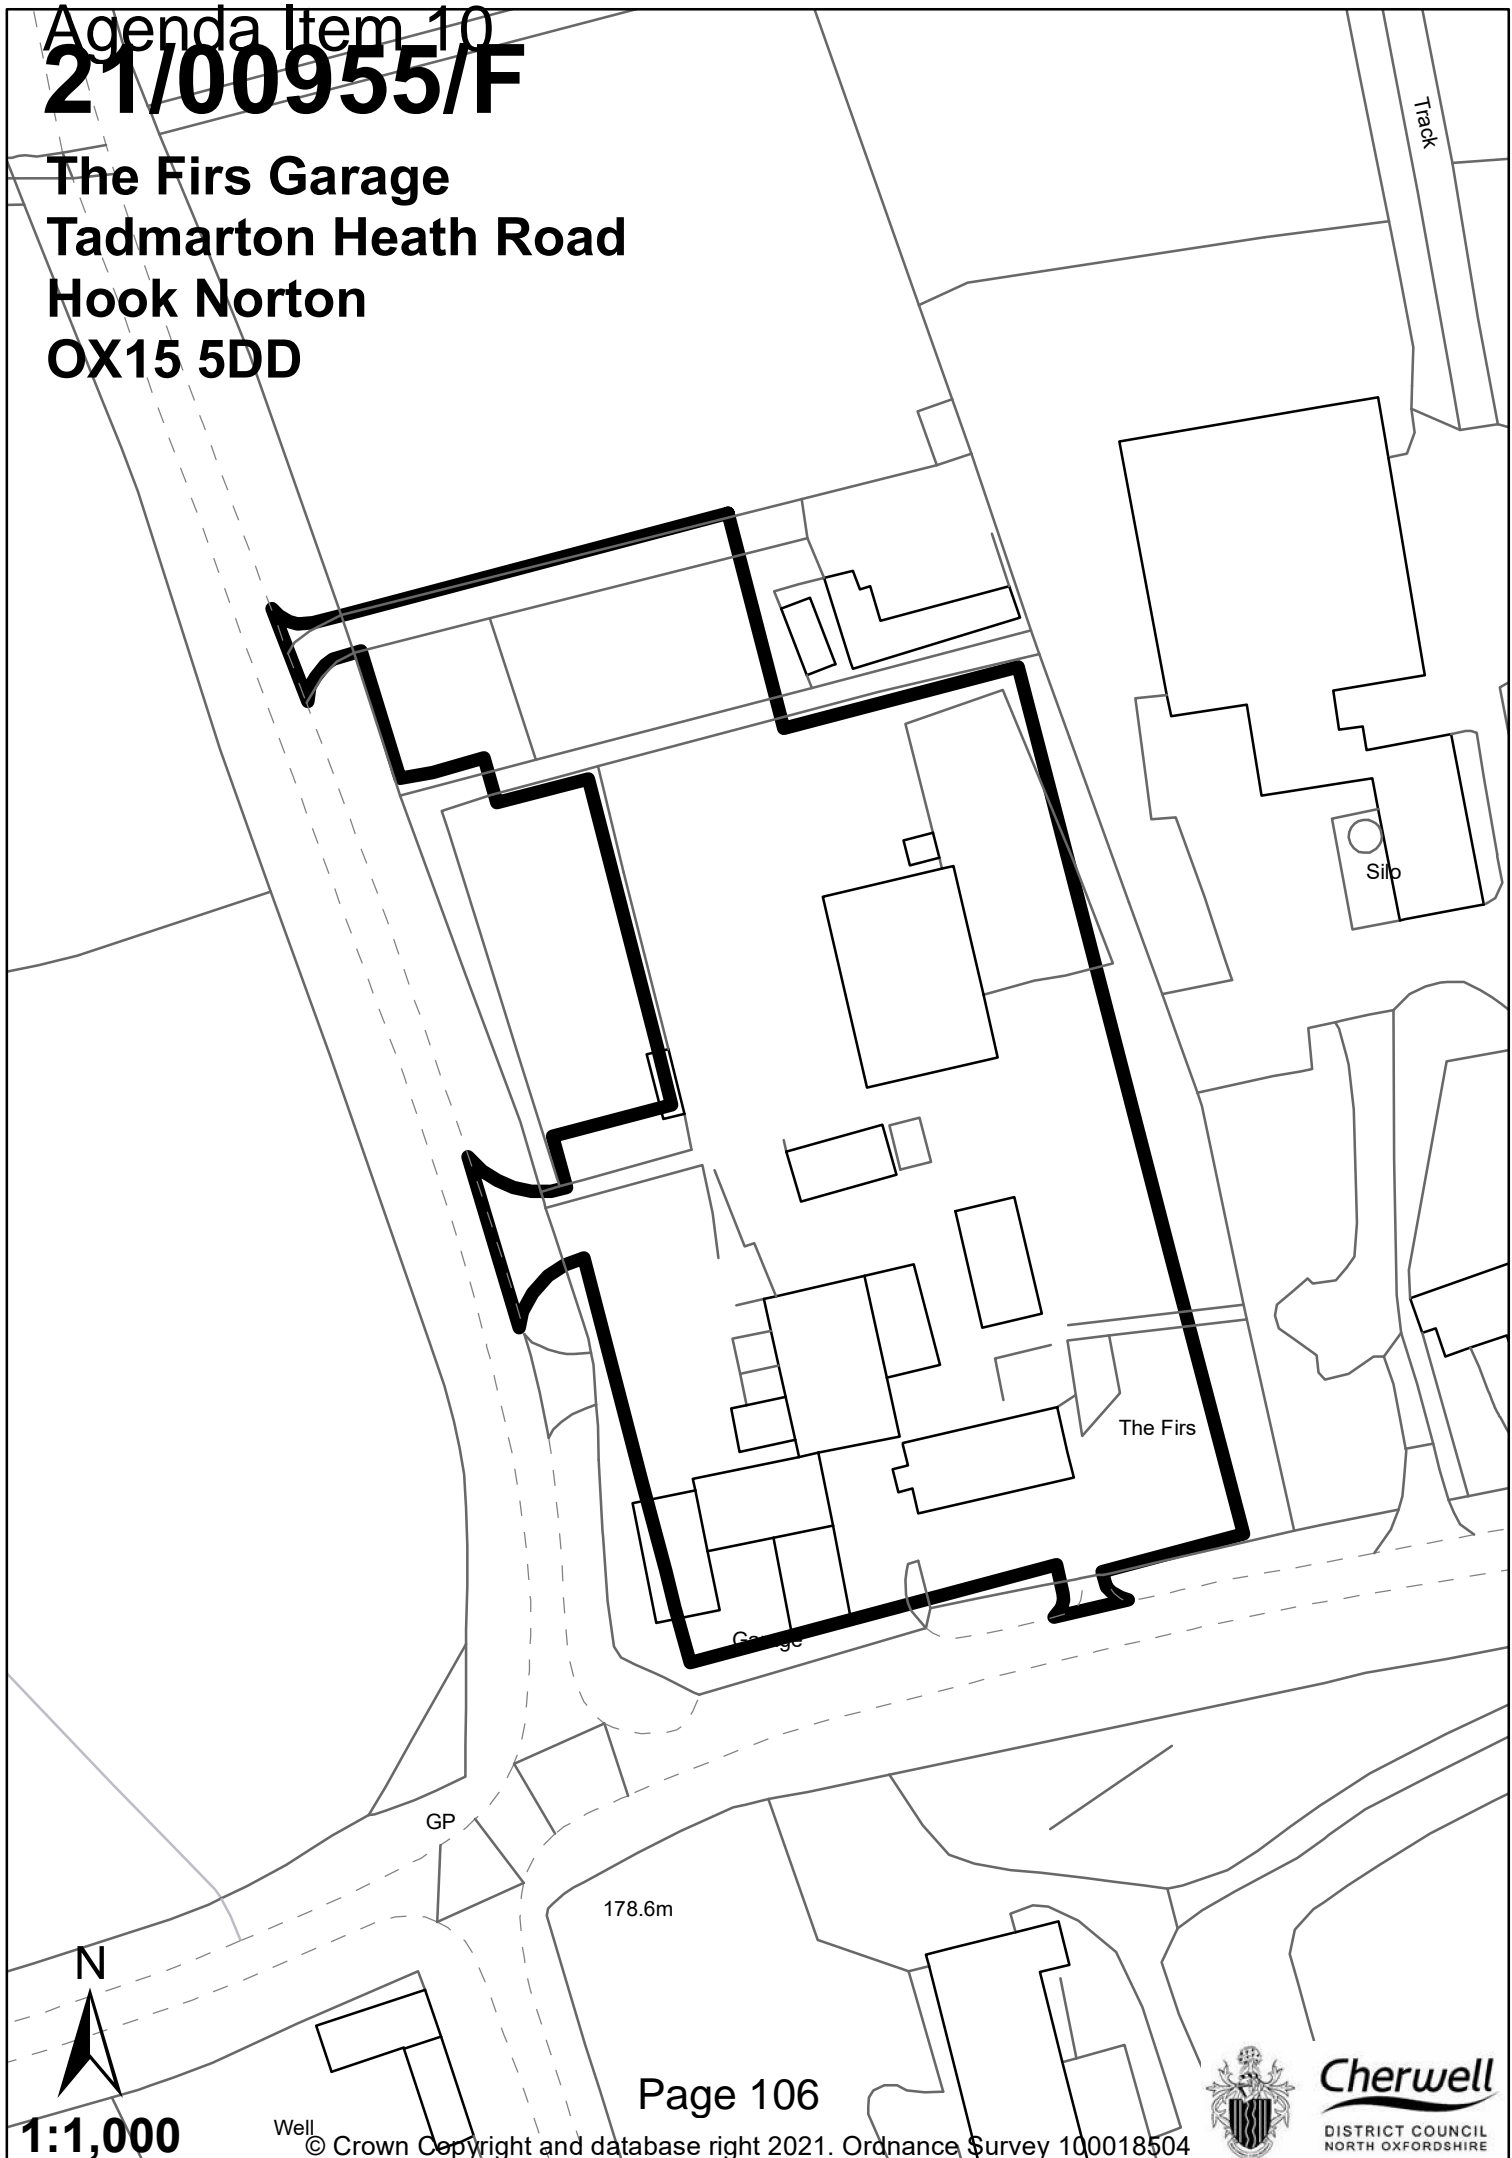 Agenda Item 10
21/00955/F
The Firs Garage
Tadmarton Heath Road
Hook Norton
OX15 5DD
Track
Silo
The Firs
Garage
GP
178.6m
N
1:1,000
Well
Page 106
© Crown Copyright and database right 2021. Ordnance Survey 100018504
Cherwell
DISTRICT COUNCIL
NORTH OXFORDSHIRE